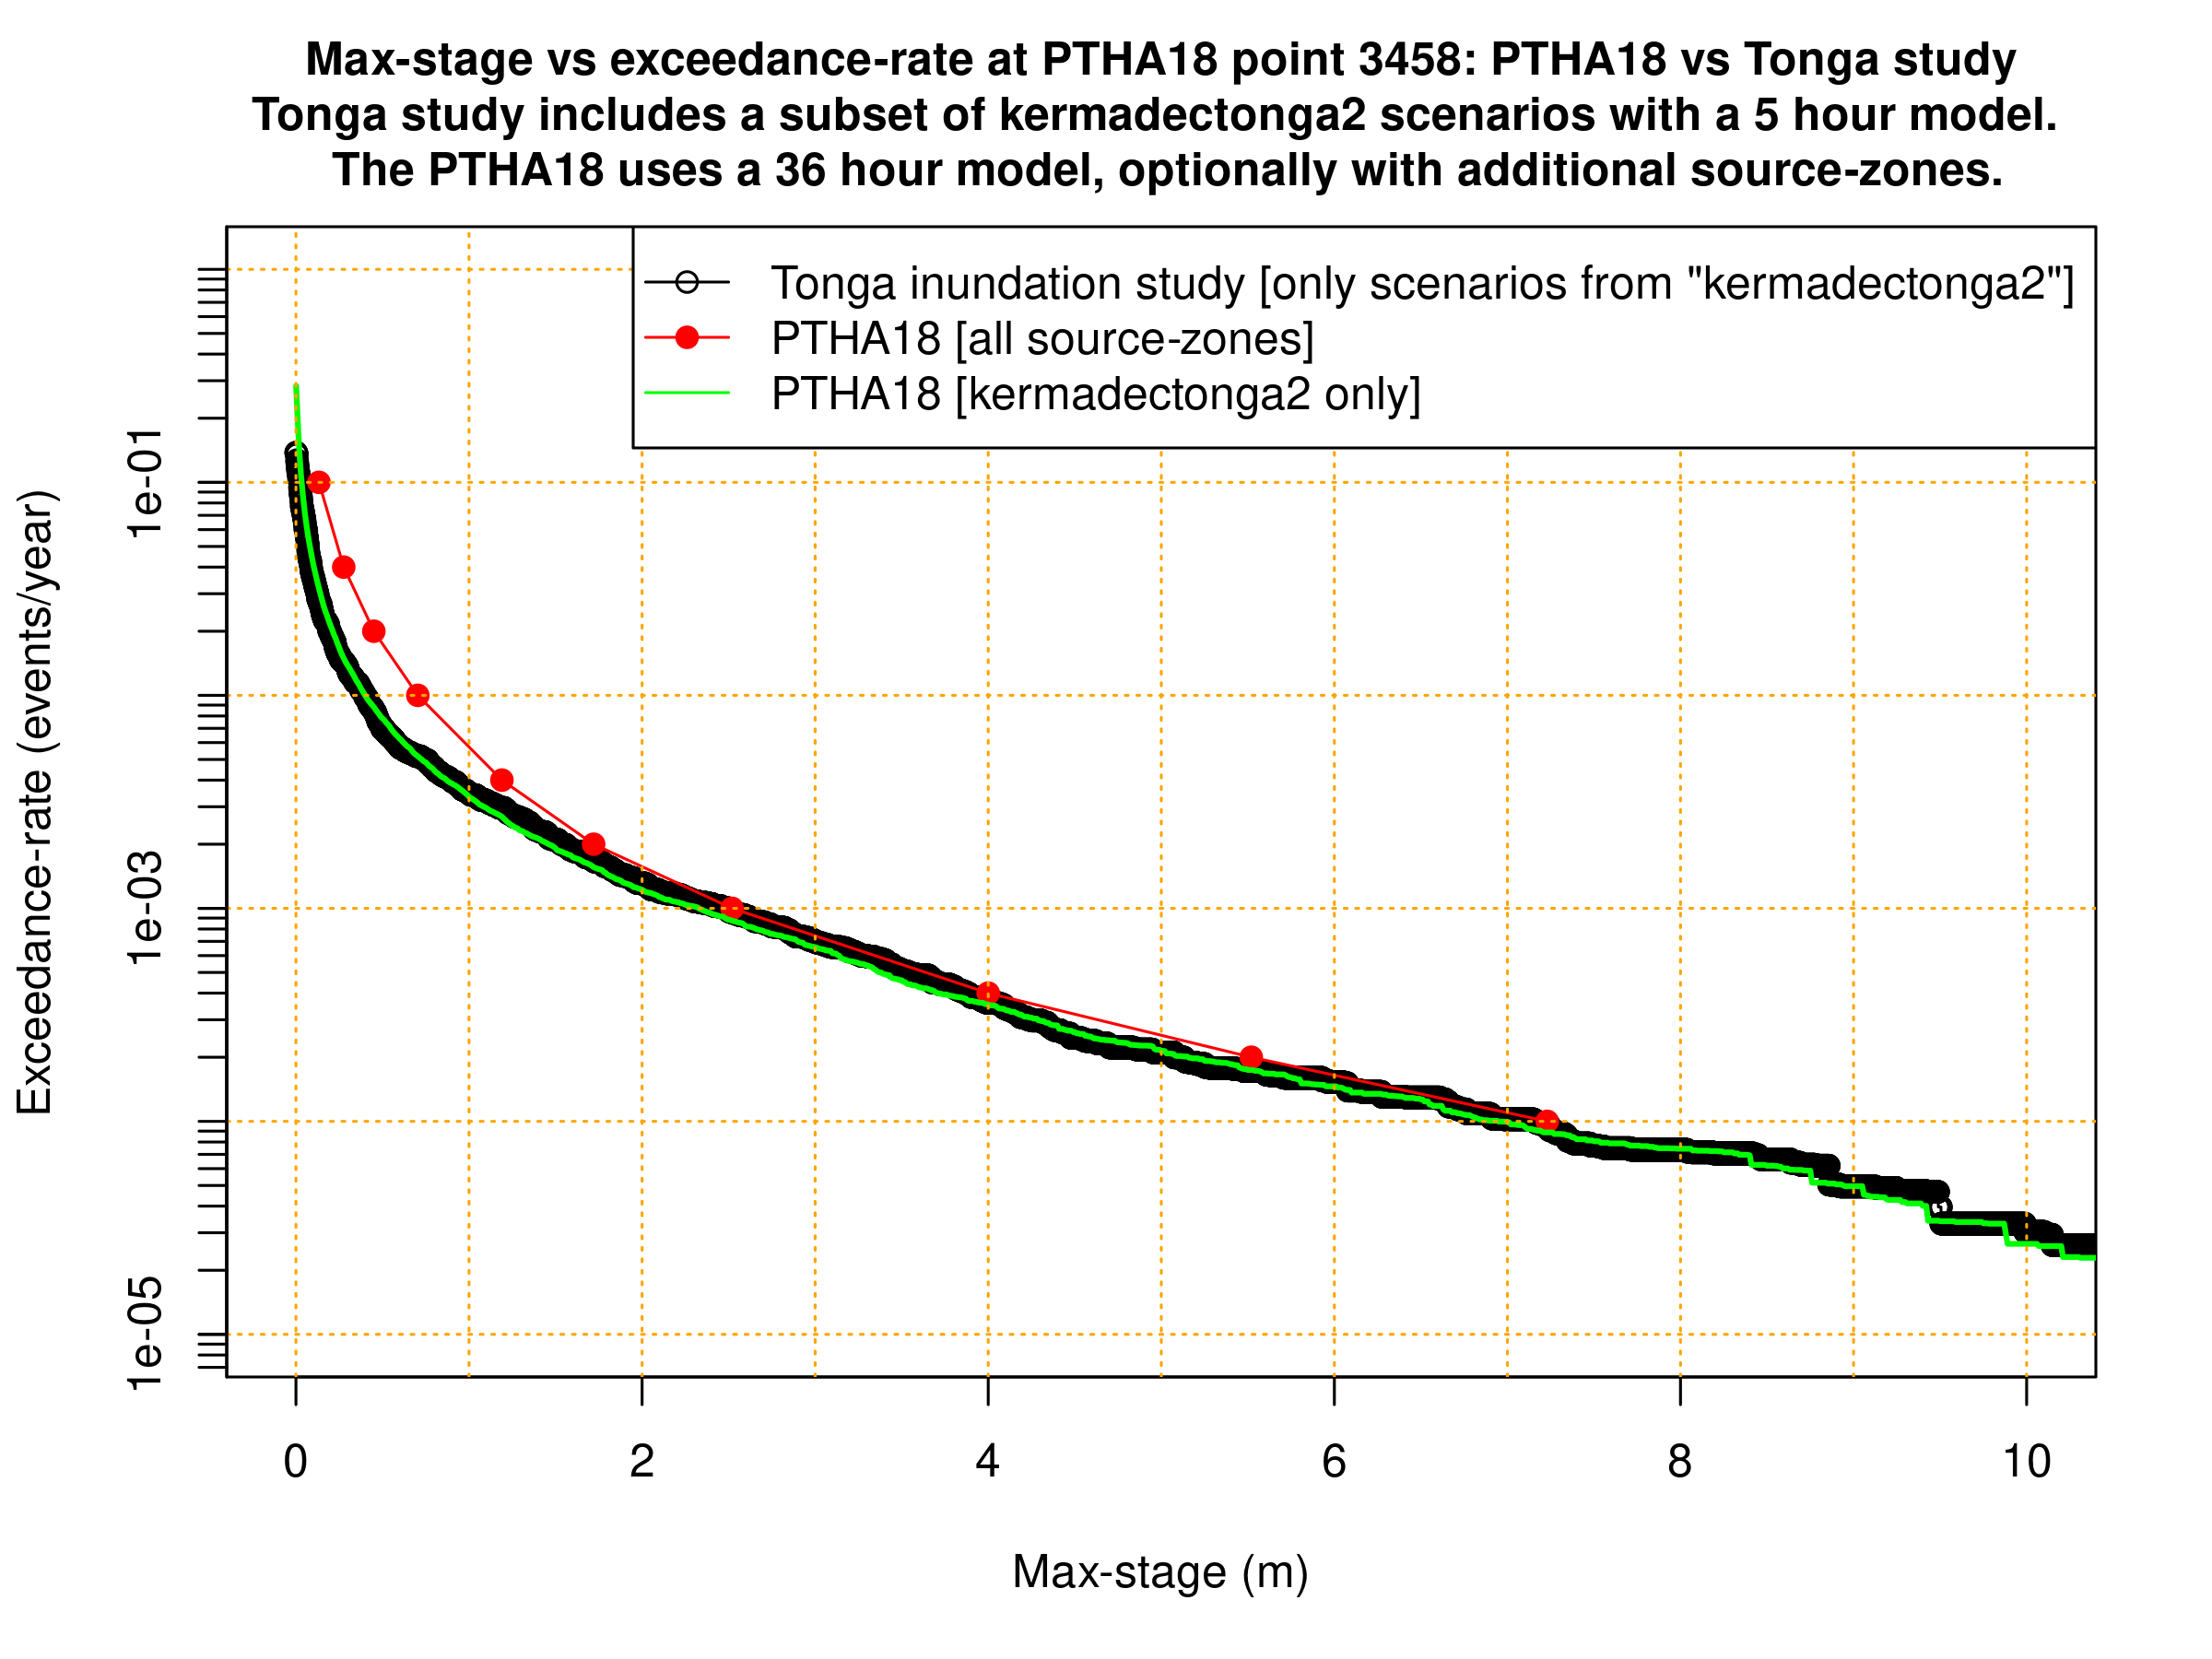 Max-stage vs exceedance-rate at PTHA18 point 3458: PTHA18 vs Tonga study
Tonga study includes a subset of kermadectonga2 scenarios with a 5 hour model.
The PTHA18 uses a 36 hour model, optionally with additional source-zones.
Tonga inundation study [only scenarios from "kermadectonga2"]
PTHA18 [all source-zones]
PTHA18 [kermadectonga2 only]
Exceedance-rate (events/year)
1e-01
1e-03
1e-05
0 2 4 6 8 10
Max-stage (m)